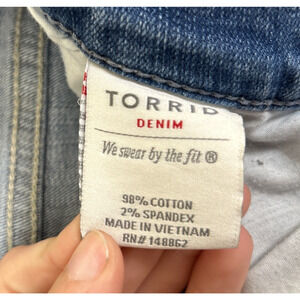 TORRID
DENIM
We swear by the fit ®
98% COTTON
2% SPANDEX
MADE IN VIETNAM
RN# 148862